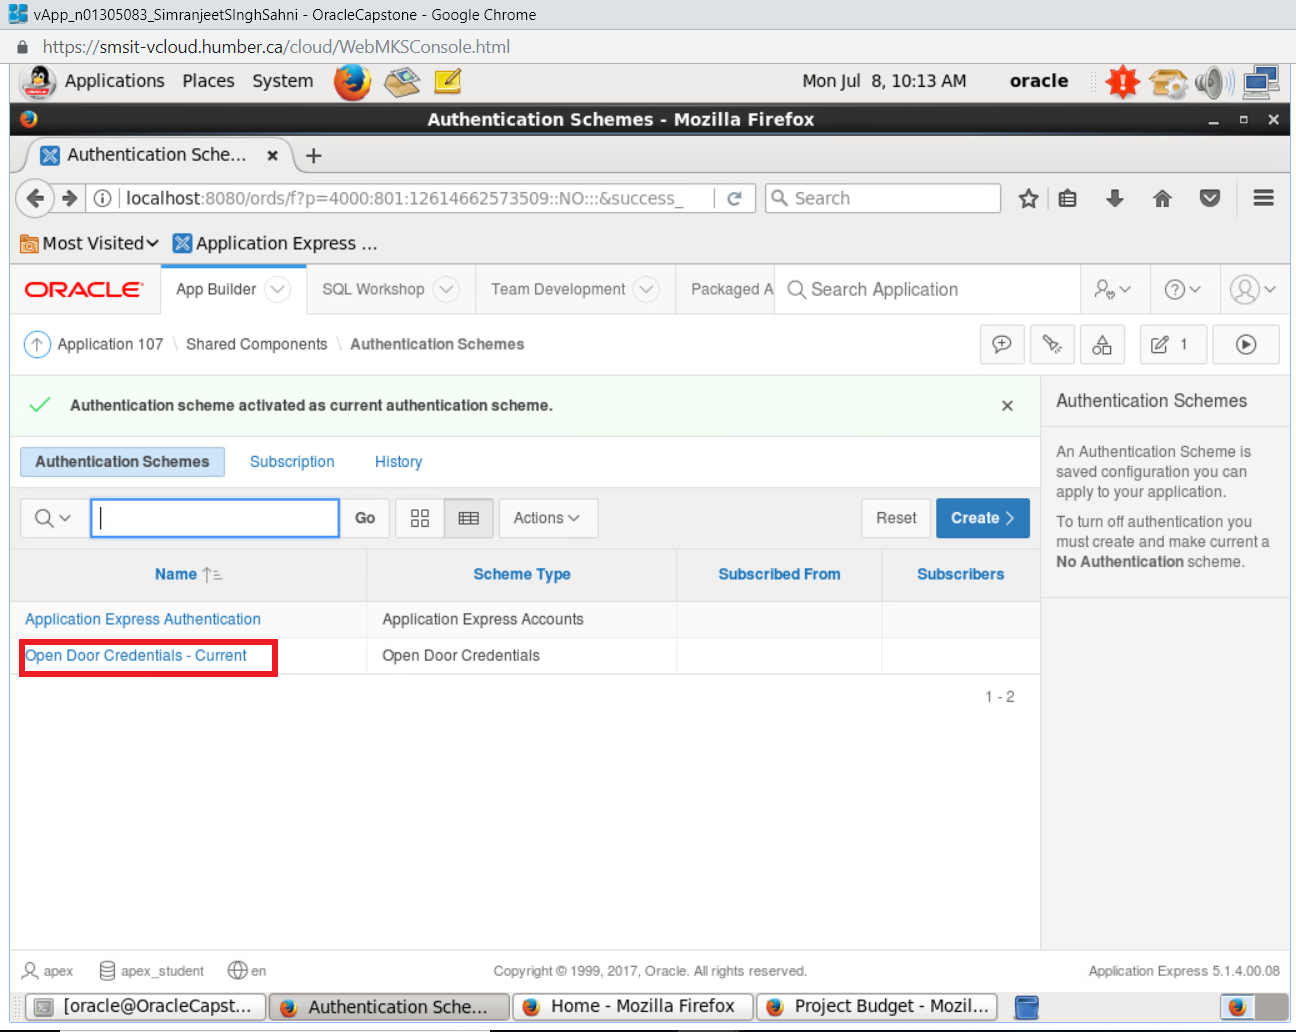 vApp_n01305083_SimranjeetSInghSahni - OracleCapstone - Google Chrome
https://smsit-vcloud.humber.ca/cloud/WebMKSConsole.html
Applications Places System Mon Jul 8, 10:13 AM oracle
Authentication Schemes - Mozilla Firefox
Authentication Sche...
localhost:8080/ords/f?p=4000:801:12614662573509::NO:::&success_ Search
Most Visited Application Express ...
ORACLE App Builder SQL Workshop Team Development Packaged A Search Application
Application 107 \ Shared Components \ Authentication Schemes 1
Authentication scheme activated as current authentication scheme.
Authentication Schemes Subscription History
Go Actions Reset Create
Name Scheme Type Subscribed From Subscribers
Application Express Authentication Application Express Accounts
Open Door Credentials - Current Open Door Credentials
1 - 2
Authentication Schemes
An Authentication Scheme is
saved configuration you can
apply to your application.
To turn off authentication you
must create and make current a
No Authentication scheme.
apex apex_student en Copyright © 1999, 2017, Oracle. All rights reserved. Application Express 5.1.4.00.08
[oracle@OracleCapst... Authentication Sche... Home - Mozilla Firefox Project Budget - Mozil...